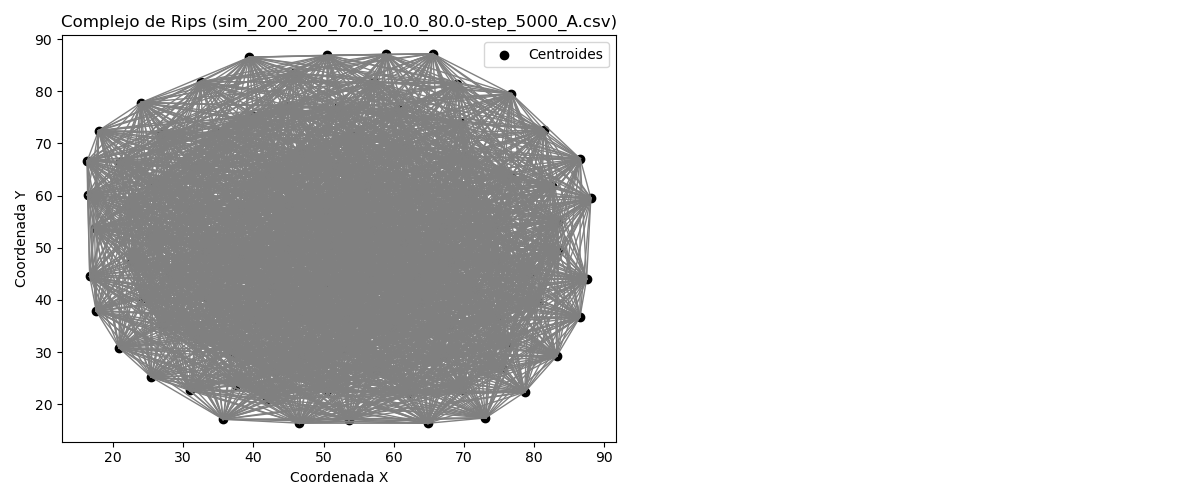 Complejo de Rips (sim_200_200_70.0_10.0_80.0-step_5000_A.csv)
Centroides
90
80
70
60
50
40
30
20
Coordenada Y
20 30 40 50 60 70 80 90
Coordenada X